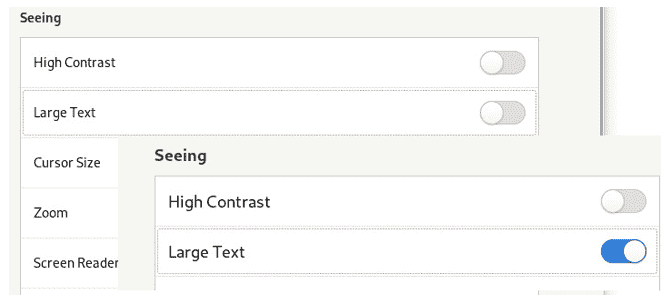 Seeing
High Contrast
Large Text
Cursor Size
Zoom
Screen Reader
Seeing
High Contrast
Large Text